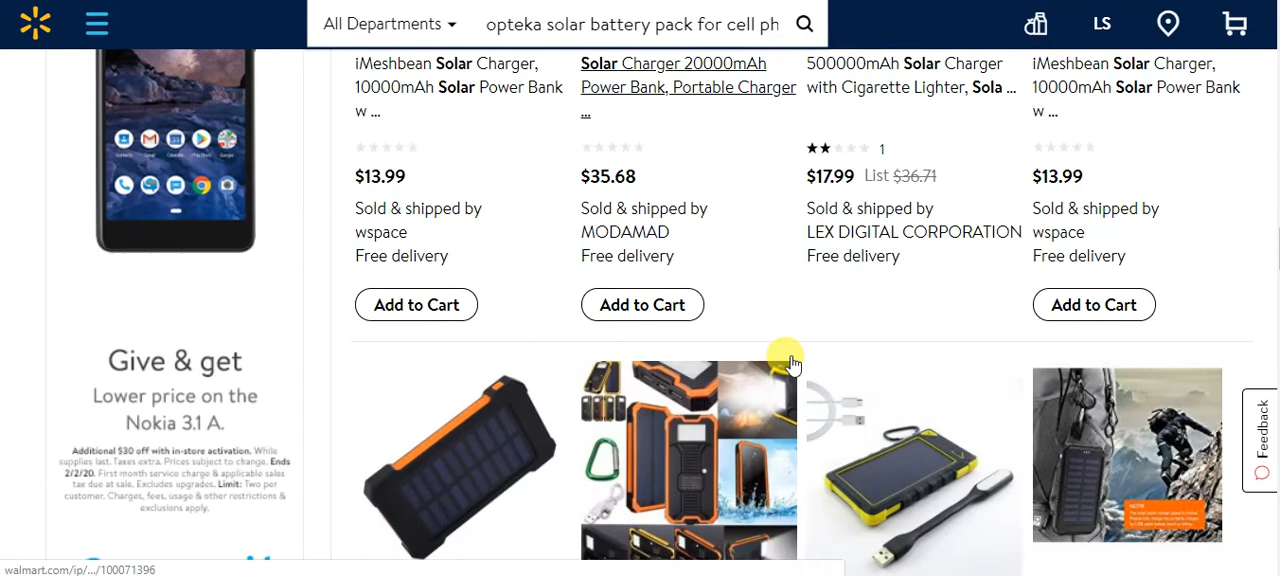 All Departments
opteka solar battery pack for cell ph
LS
iMeshbean Solar Charger,
10000mAh Solar Power Bank
w ...
$13.99
Sold & shipped by
wspace
Free delivery
Add to Cart
Solar Charger 20000mAh
Power Bank, Portable Charger
...
$35.68
Sold & shipped by
MODAMAD
Free delivery
Add to Cart
500000mAh Solar Charger
with Cigarette Lighter, Sola ...
1
$17.99 List $36.71
Sold & shipped by
LEX DIGITAL CORPORATION
Free delivery
iMeshbean Solar Charger,
10000mAh Solar Power Bank
w ...
$13.99
Sold & shipped by
wspace
Free delivery
Add to Cart
Give & get
Lower price on the
Nokia 3.1 A.
Additional $30 off with in-store activation. While
supplies last. Taxes extra. Prices subject to change. Ends
2/2/20. First month service charge & applicable sales
tax due at sale. Excludes upgrades. Limit: Two per
customer. Charges, fees, usage & other restrictions &
exclusions apply.
Feedback
walmart.com/ip/.../100071396